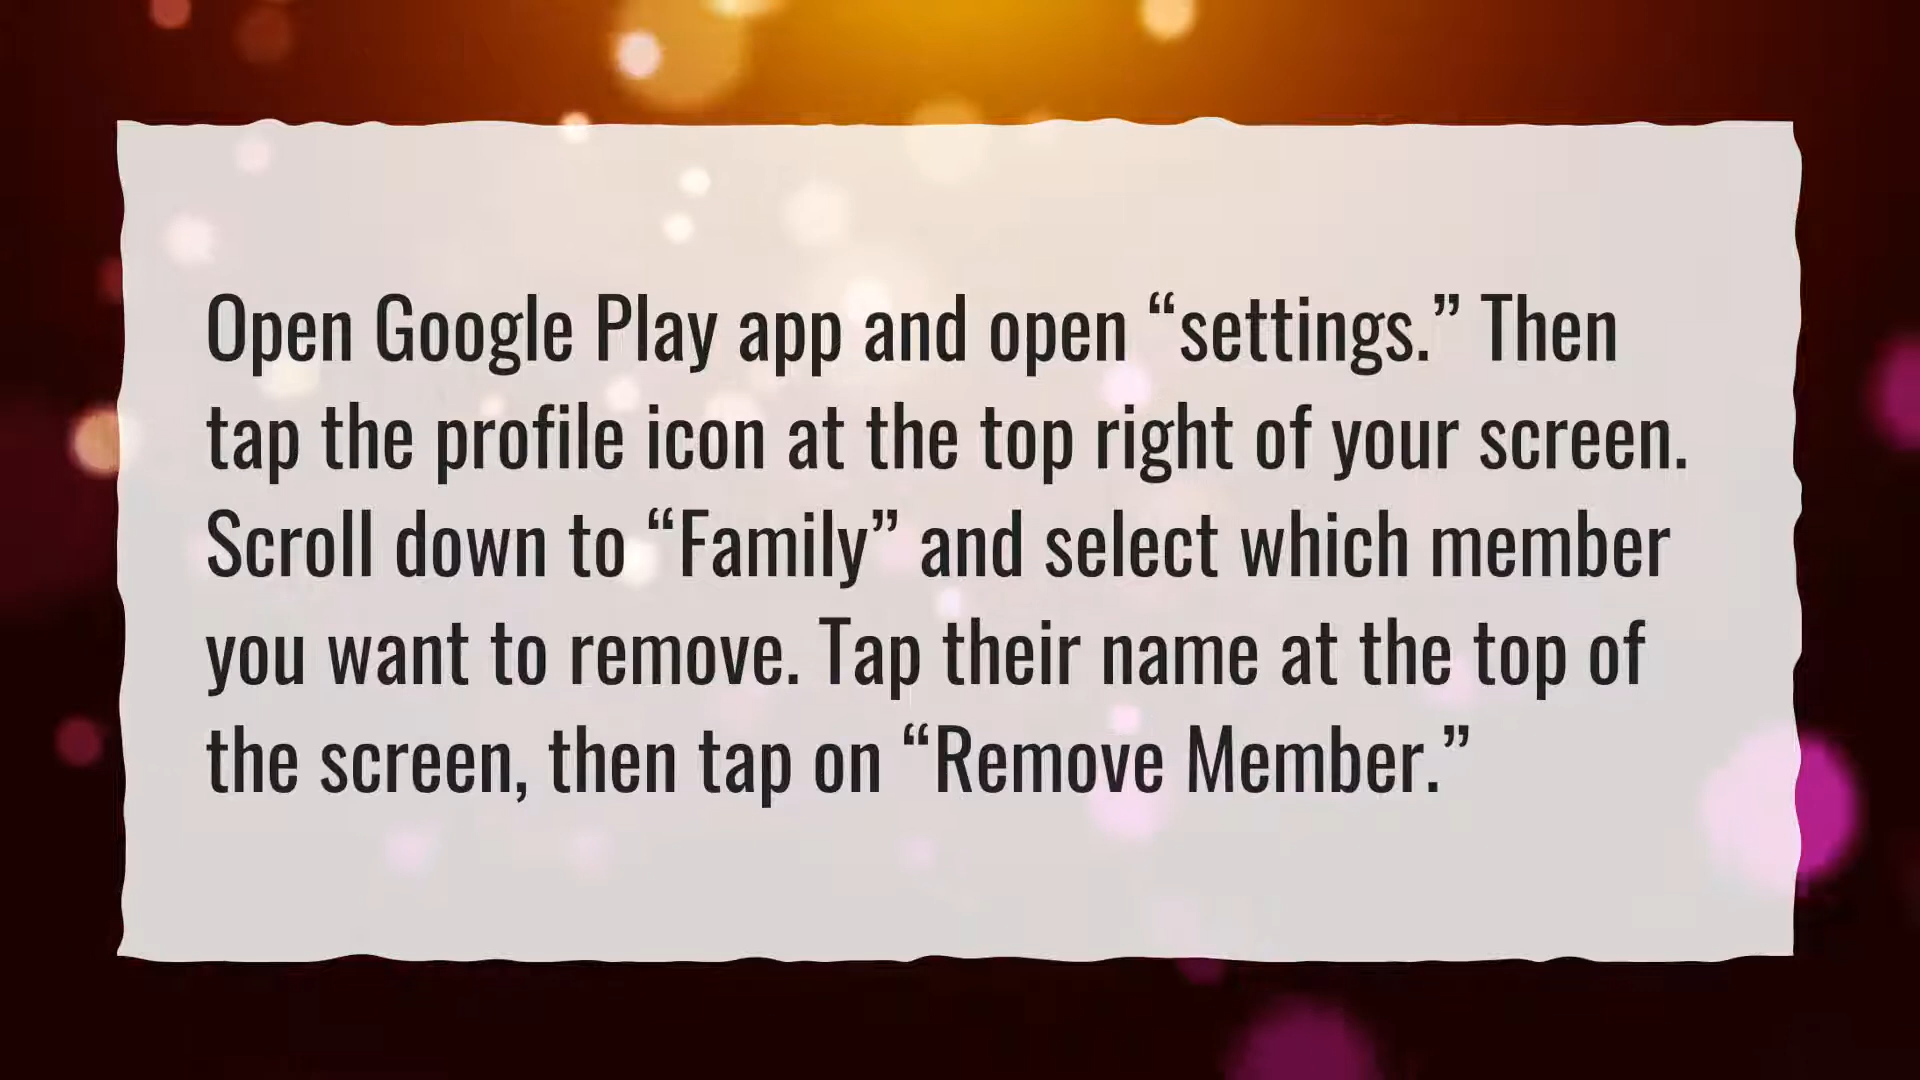 Open Google Play app and open “settings.” Then
tap the profile icon at the top right of your screen.
Scroll down to “Family” and select which member
you want to remove. Tap their name at the top of
the screen, then tap on “Remove Member.”